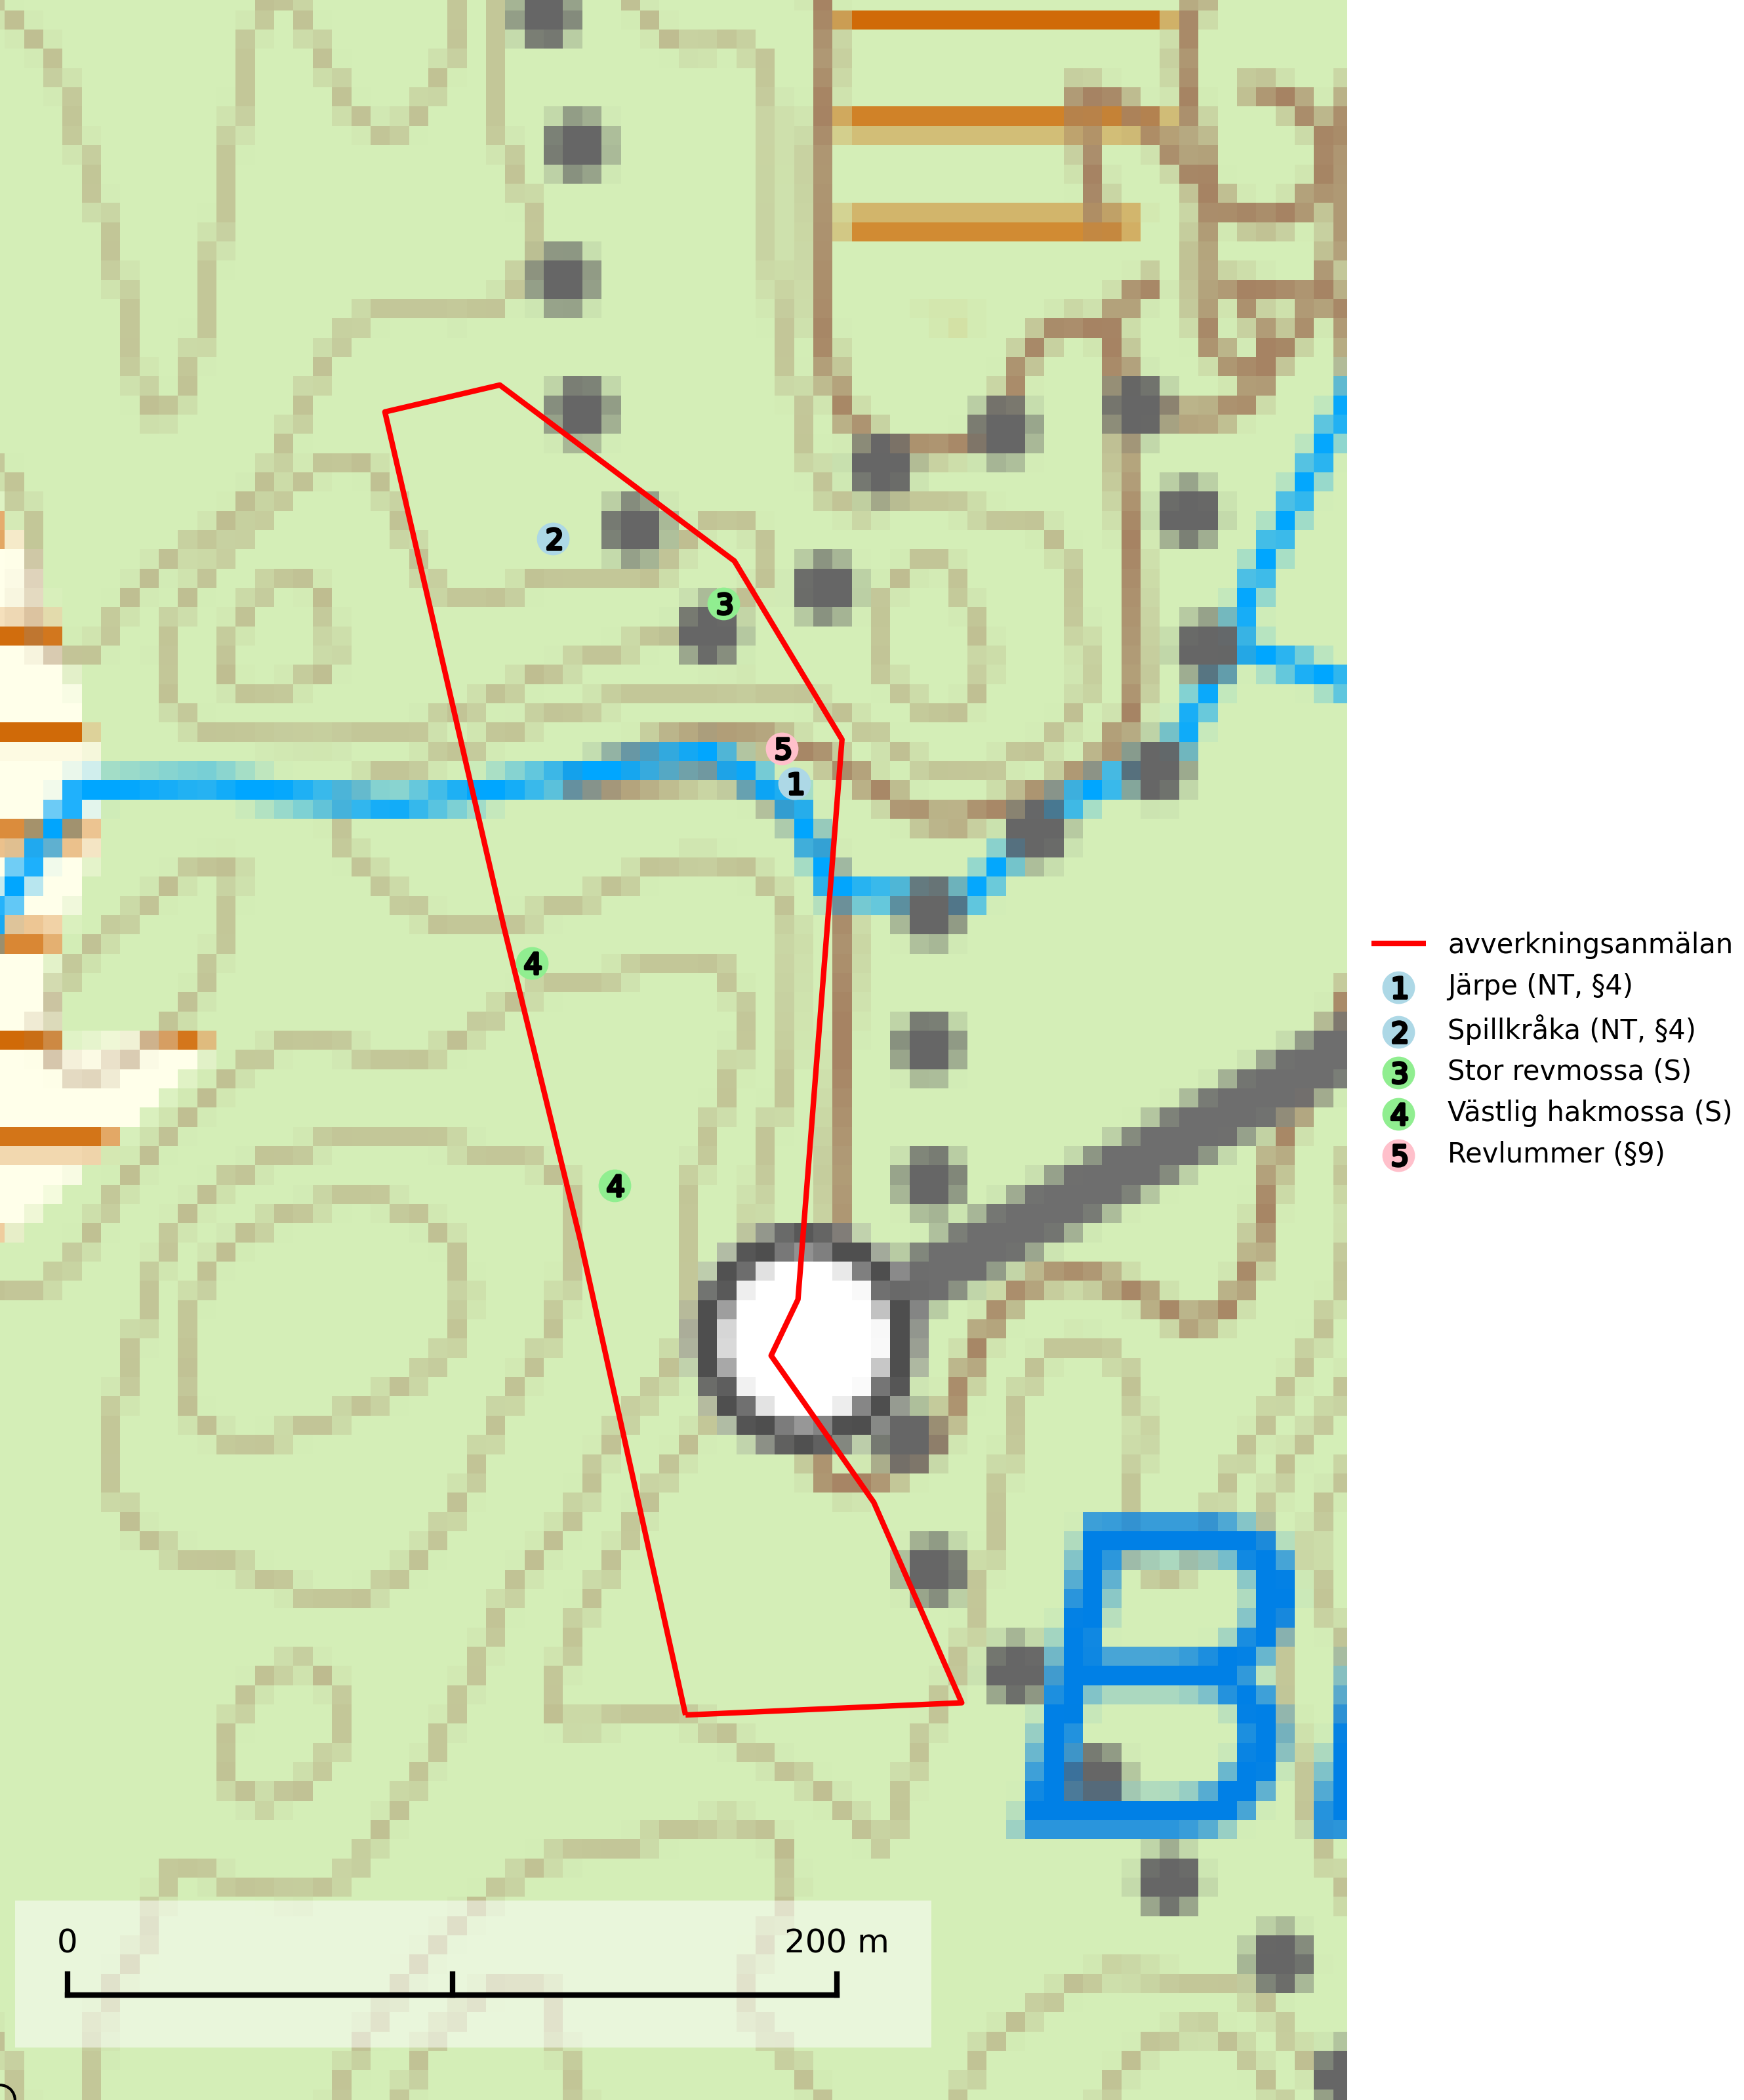 2
3
5
1
4
4
B
0 200 m
avverkningsanmälan
1 Järpe (NT, §4)
2 Spillkråka (NT, §4)
3 Stor revmossa (S)
4 Västlig hakmossa (S)
5 Revlummer (§9)